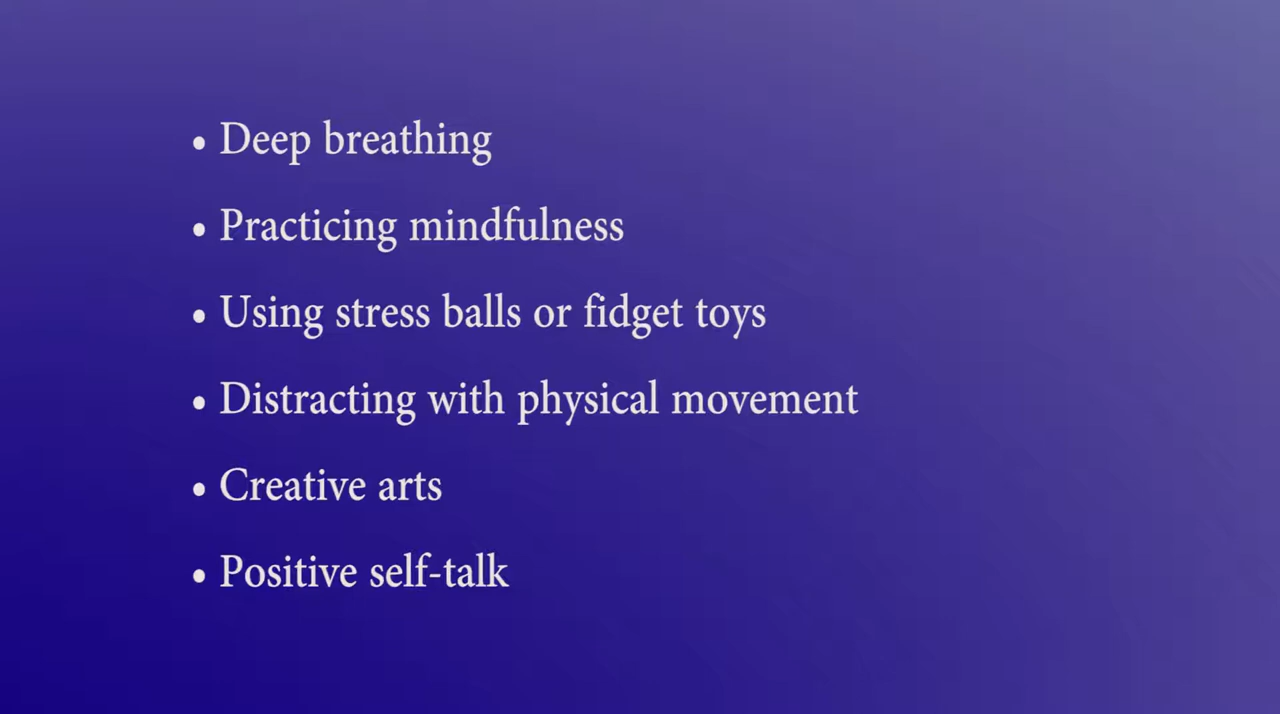 • Deep breathing
• Practicing mindfulness
• Using stress balls or fidget toys
• Distracting with physical movement
• Creative arts
• Positive self-talk